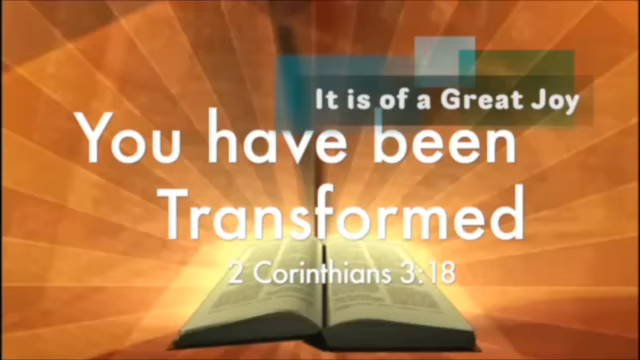 It is of a Great Joy
You have been
Transformed
2 Corinthians 3:18